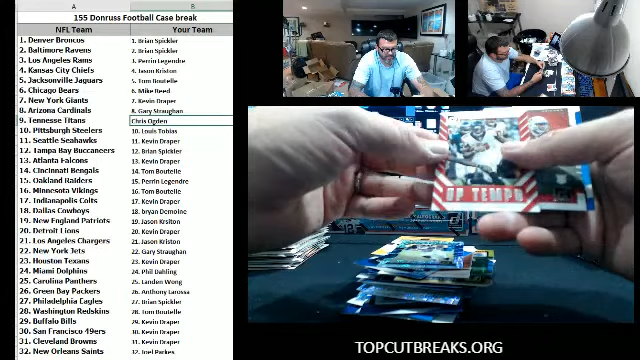 155 Donruss Football Case break
NFL Team Your Team
1. Denver Broncos 1. Brian Spickler
2. Baltimore Ravens 2. Brian Spickler
3. Los Angeles Rams 3. Perrin Legendre
4. Kansas City Chiefs 4. Jason Kriston
5. Jacksonville Jaguars 5. Tom Boutelle
6. Chicago Bears 6. Mike Reed
7. New York Giants 7. Kevin Draper
8. Arizona Cardinals 8. Gary Straughan
9. Tennesse Titans Chris Ogden
10. Pittsburgh Steelers 10. Louis Tobias
11. Seattle Seahawks 11. Kevin Draper
12. Tampa Bay Buccaneers 12. Brian Spickler
13. Atlanta Falcons 13. Kevin Draper
14. Cincinnati Bengals 14. Tom Boutelle
15. Oakland Raiders 15. Perrin Legendre
16. Minnesota Vikings 16. Tom Boutelle
17. Indianapolis Colts 17. Kevin Draper
18. Dallas Cowboys 18. bryan Demoine
19. New England Patriots 19. Jason Kriston
20. Detroit Lions 20. Kevin Draper
21. Los Angeles Chargers 21. Jason Kriston
22. New York Jets 22. Gary Straughan
23. Houston Texans 23. Kevin Draper
24. Miami Dolphins 24. Phil Dahling
25. Carolina Panthers 25. Landen Wong
26. Green Bay Packers 26. Anthony Larossa
27. Philadelphia Eagles 27. Brian Spickler
28. Washington Redskins 28. Tom Boutelle
29. Buffalo Bills 29. Kevin Draper
30. San Francisco 49ers 30. Kevin Draper
31. Cleveland Browns 31. Kevin Draper
32. New Orleans Saints 32. Joel Parkes
UP TEMPO
TOPCUTBREAKS.ORG